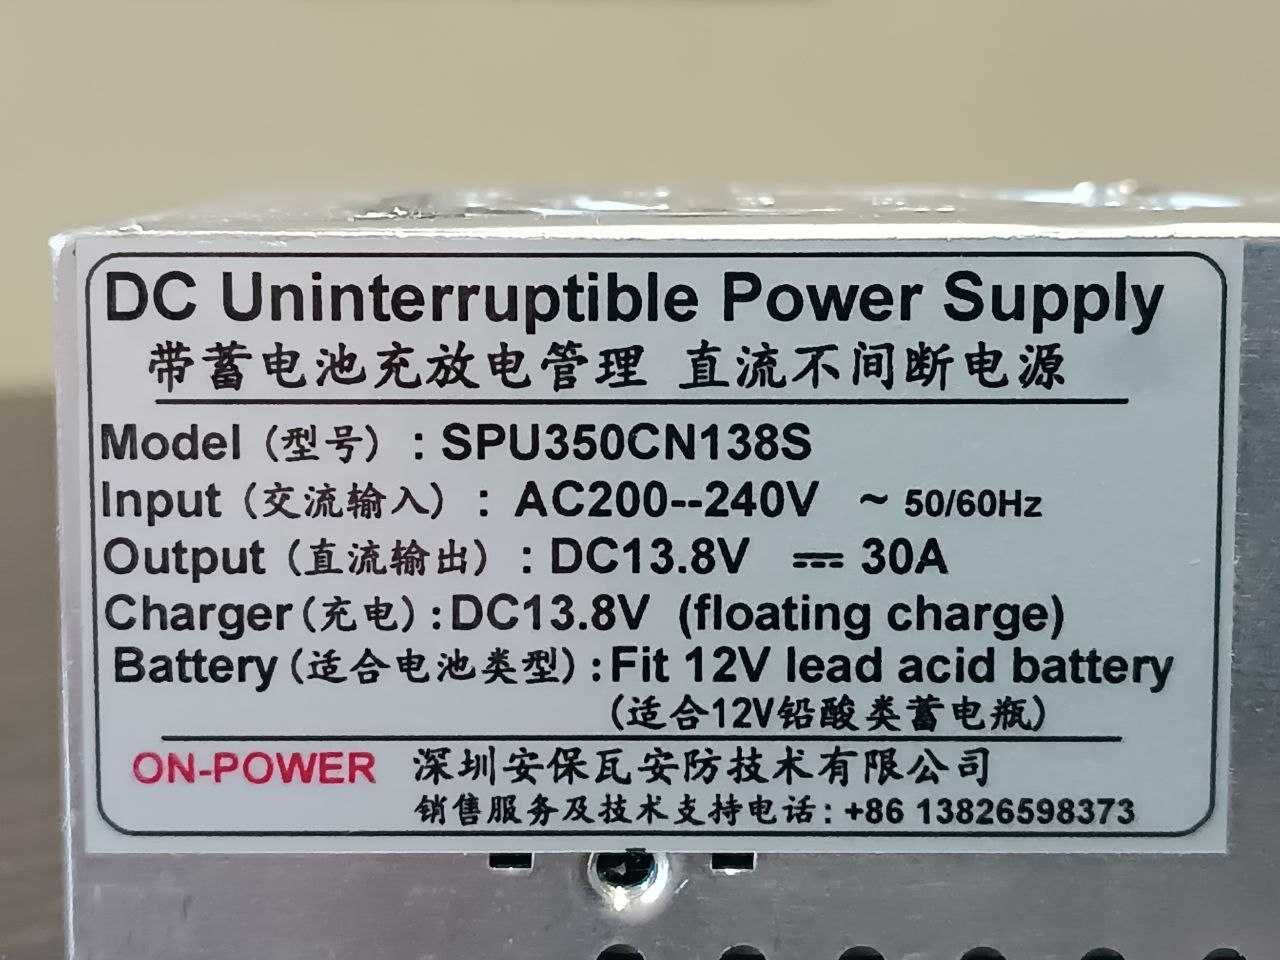 DC Uninterruptible Power Supply
带蓄电池充放电管理 直流不间断电源
Model (型号) : SPU350CN138S
Input (交流输入) : AC200--240V ~ 50/60Hz
Output (直流输出) : DC13.8V ⎓ 30A
Charger(充电):DC13.8V (floating charge)
Battery(适合电池类型):Fit 12V lead acid battery
(适合12V铅酸类蓄电瓶)
ON-POWER 深圳安保瓦安防技术有限公司
销售服务及技术支持电话: +86 13826598373